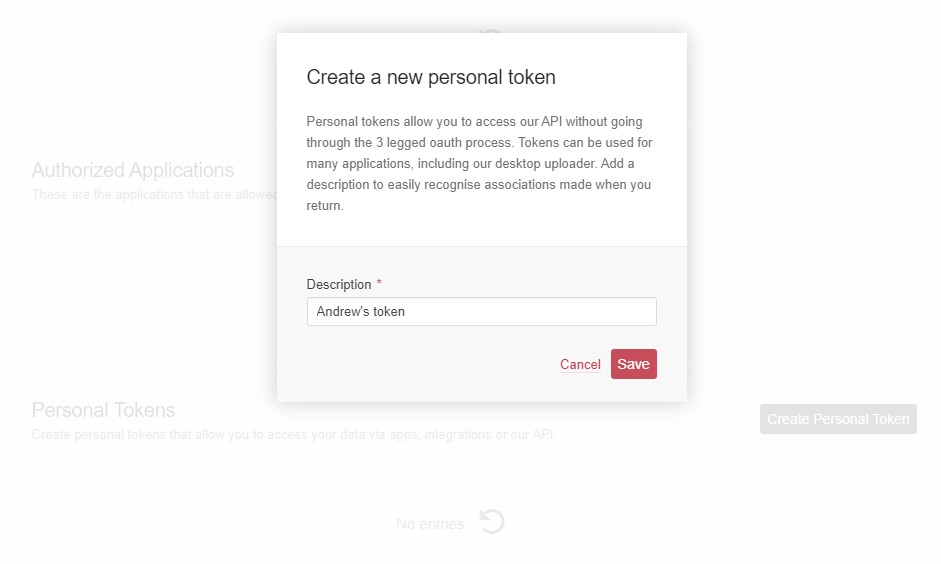 Create a new personal token
Personal tokens allow you to access our API without going
through the 3 legged oauth process. Tokens can be used for
many applications, including our desktop uploader. Add a
description to easily recognise associations made when you
return.
Authorized Applications
These are the applications that are allowed
Description *
Andrew's token
Cancel Save
Personal Tokens
Create personal tokens that allow you to access your data via apps, integrations or our API.
Create Personal Token
No entries